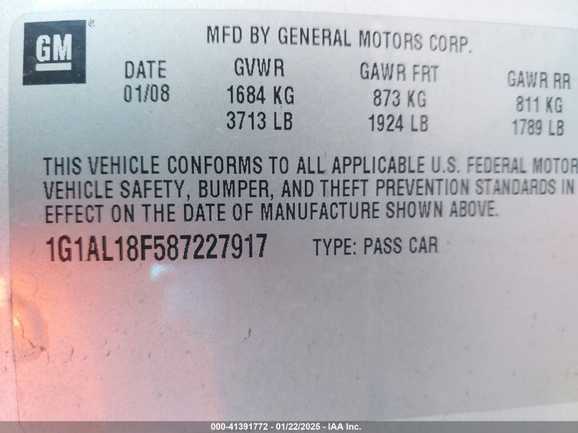 GM
MFD BY GENERAL MOTORS CORP.
DATE GVWR GAWR FRT GAWR RR
01/08 1684 KG 873 KG 811 KG
3713 LB 1924 LB 1789 LB
THIS VEHICLE CONFORMS TO ALL APPLICABLE U.S. FEDERAL MOTOR
VEHICLE SAFETY, BUMPER, AND THEFT PREVENTION STANDARDS IN
EFFECT ON THE DATE OF MANUFACTURE SHOWN ABOVE.
1G1AL18F587227917 TYPE: PASS CAR
000-41391772 - 01/22/2025 - IAA Inc.